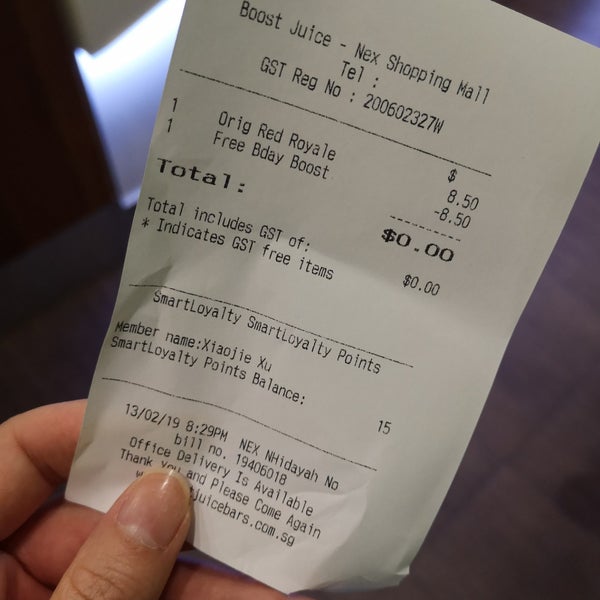 Boost Juice - Nex Shopping Mall
Tel :
GST Reg No : 200602327W
$
1 Orig Red Royale 8.50
1 Free Bday Boost -8.50
Total: $0.00
Total includes GST of: $0.00
* Indicates GST free items
SmartLoyalty SmartLoyalty Points
Member name:Xiaojie Xu
SmartLoyalty Points Balance: 15
13/02/19 8:29PM NEX NHidayah No
bill no. 19406018
Office Delivery Is Available
Thank You and Please Come Again
juicebars.com.sg